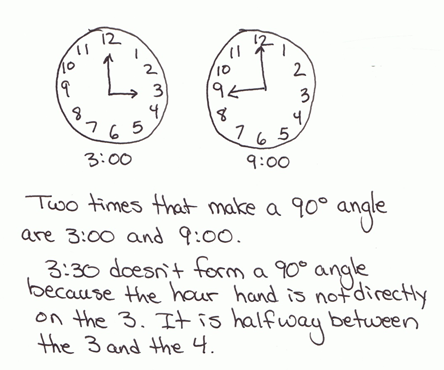 12
11 1
10 2
9 3
8 4
7 6 5
3:00
12
11 1
10 2
9 3
8 4
7 6 5
9:00
Two times that make a 90° angle
are 3:00 and 9:00.
3:30 doesn't form a 90° angle
because the hour hand is not directly
on the 3. It is halfway between
the 3 and the 4.